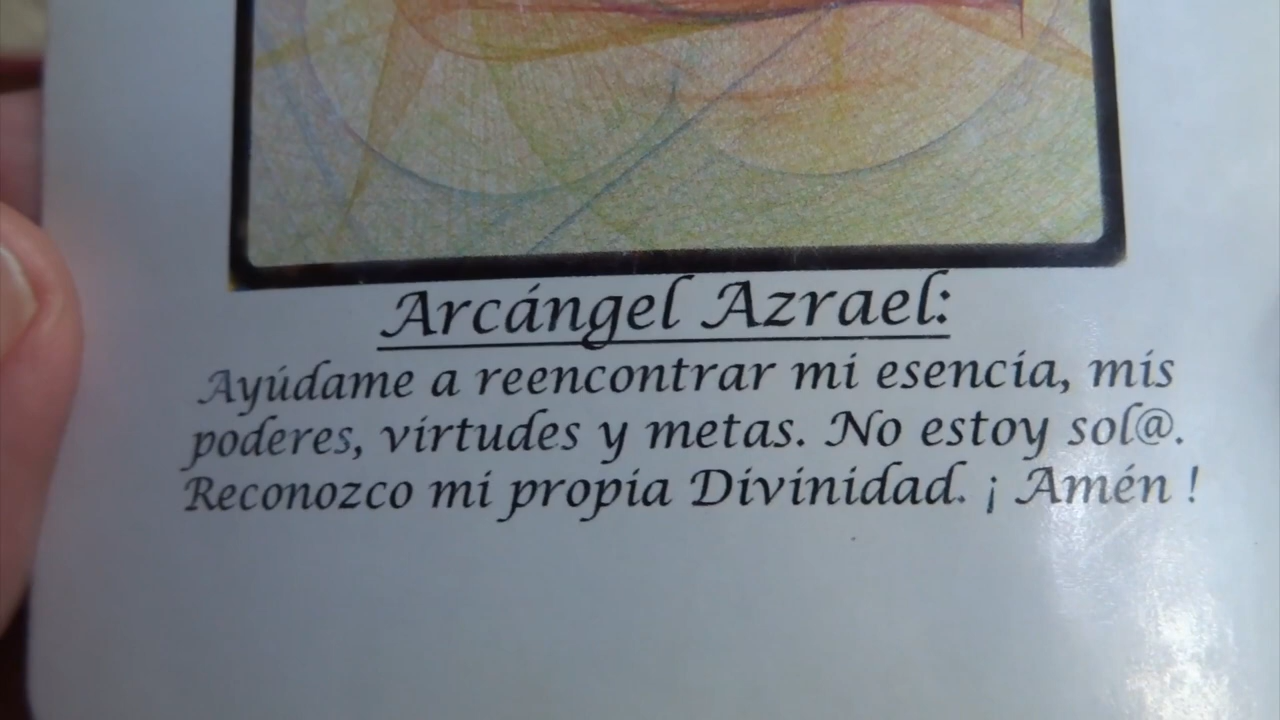 Arcángel Azrael:
Ayúdame a reencontrar mi esencia, mis
poderes, virtudes y metas. No estoy sol@.
Reconozco mi propia Divinidad. ¡ Amén !